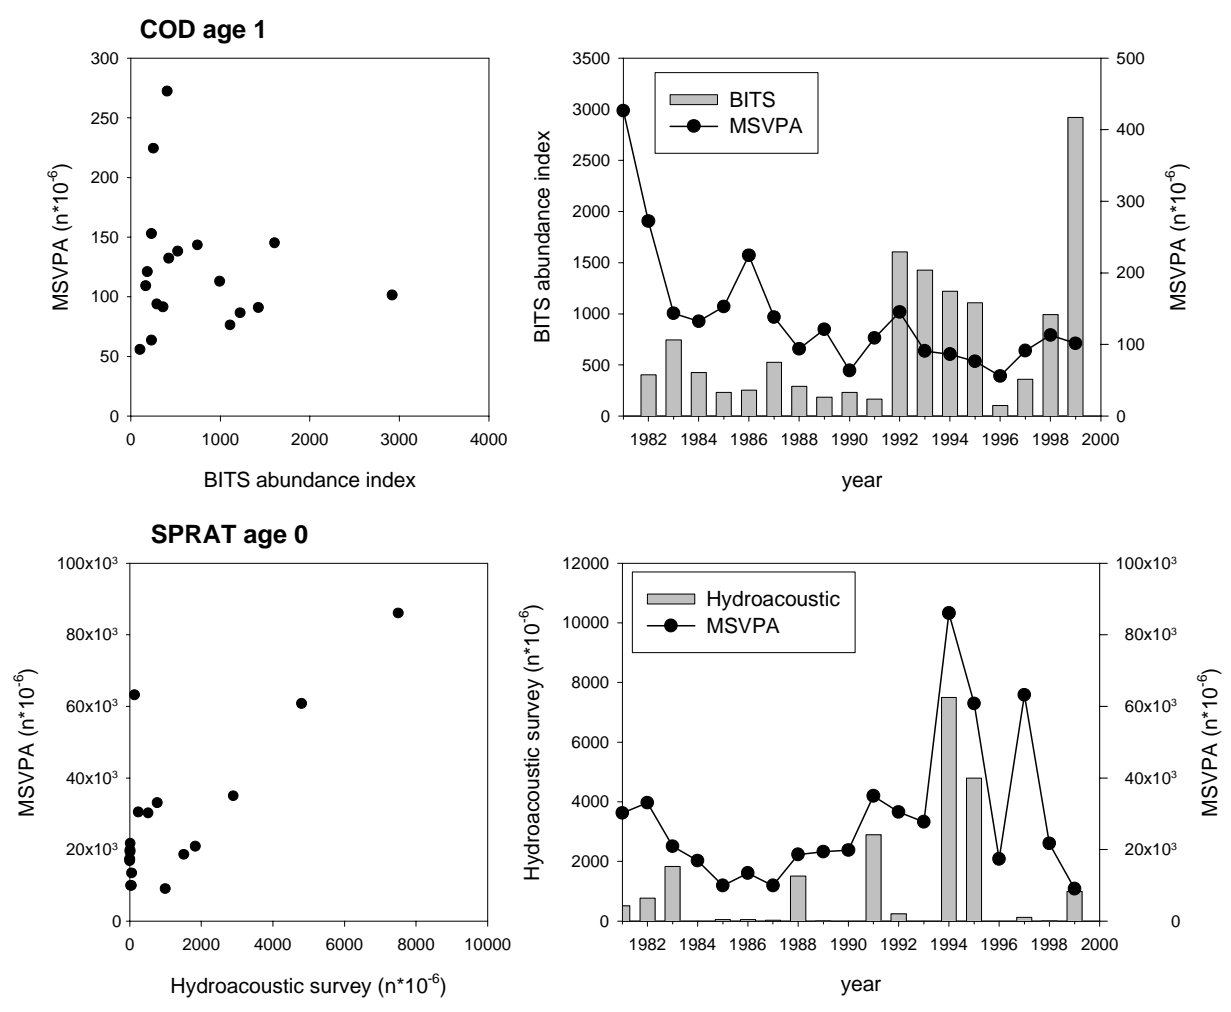 COD age 1
300
250
200
150
100
50
0
MSVPA (n*10⁻⁶)
0 1000 2000 3000 4000
BITS abundance index
3500
3000
2500
2000
1500
1000
500
0
BITS abundance index
BITS
MSVPA
500
400
300
200
100
0
MSVPA (n*10⁻⁶)
1982 1984 1986 1988 1990 1992 1994 1996 1998 2000
year
SPRAT age 0
100x10³
80x10³
60x10³
40x10³
20x10³
0
MSVPA (n*10⁻⁶)
0 2000 4000 6000 8000 10000
Hydroacoustic survey (n*10⁻⁶)
12000
10000
8000
6000
4000
2000
0
Hydroacoustic survey (n*10⁻⁶)
Hydroacoustic
MSVPA
100x10³
80x10³
60x10³
40x10³
20x10³
0
MSVPA (n*10⁻⁶)
1982 1984 1986 1988 1990 1992 1994 1996 1998 2000
year